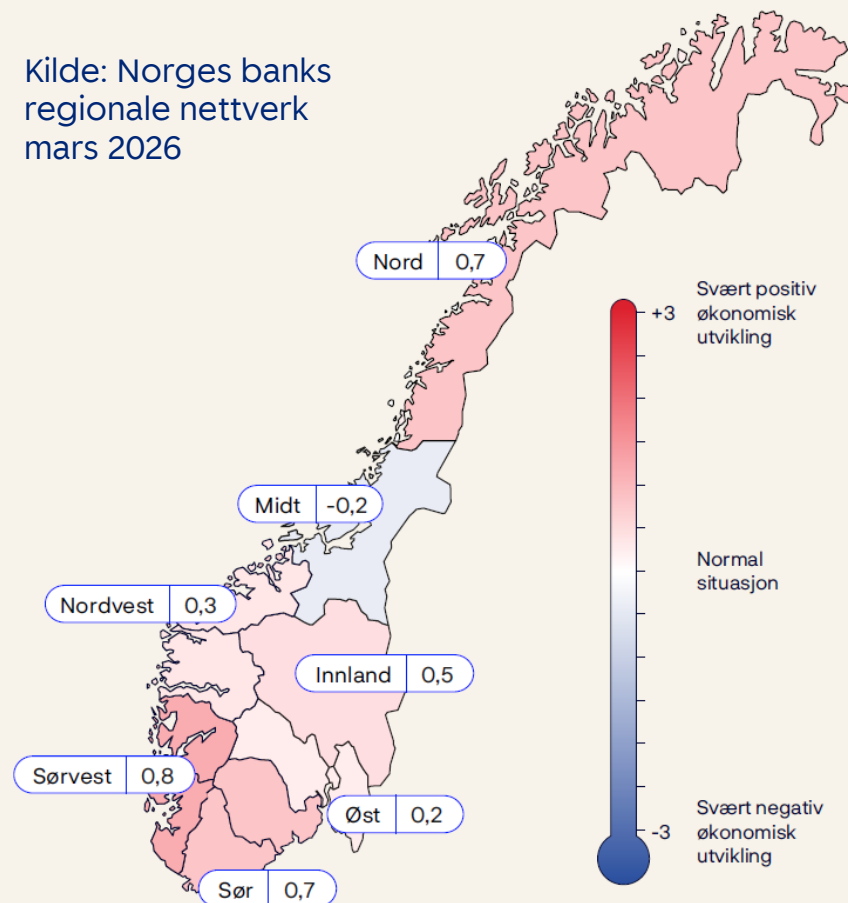 Kilde: Norges banks
regionale nettverk
mars 2026
Nord 0,7
Svært positiv
+3 økonomisk
utvikling
Midt -0,2
Normal
situasjon
Nordvest 0,3
Innland 0,5
Sørvest 0,8
Øst 0,2
Svært negativ
-3 økonomisk
utvikling
Sør 0,7